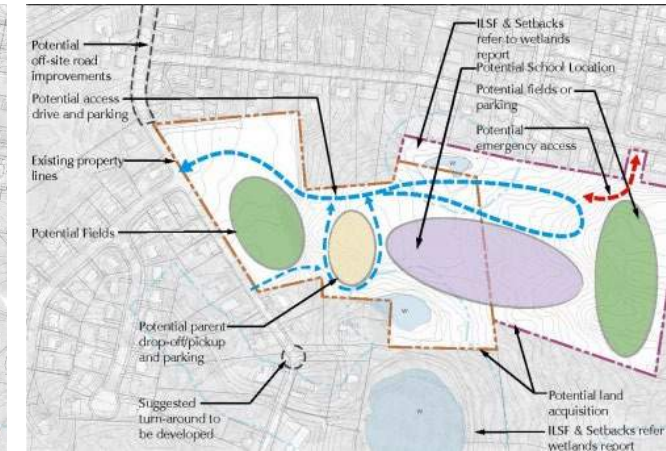 Potential
off-site road
improvements
Potential access
drive and parking
Existing property
lines
Potential Fields
Potential parent
drop-off/pickup
and parking
Suggested
turn-around to
be developed
ILSF & Setbacks
refer to wetlands
report
Potential School Location
Potential fields or
parking
Potential
emergency access
Potential land
acquisition
ILSF & Setbacks refer
wetlands report
W
W
W